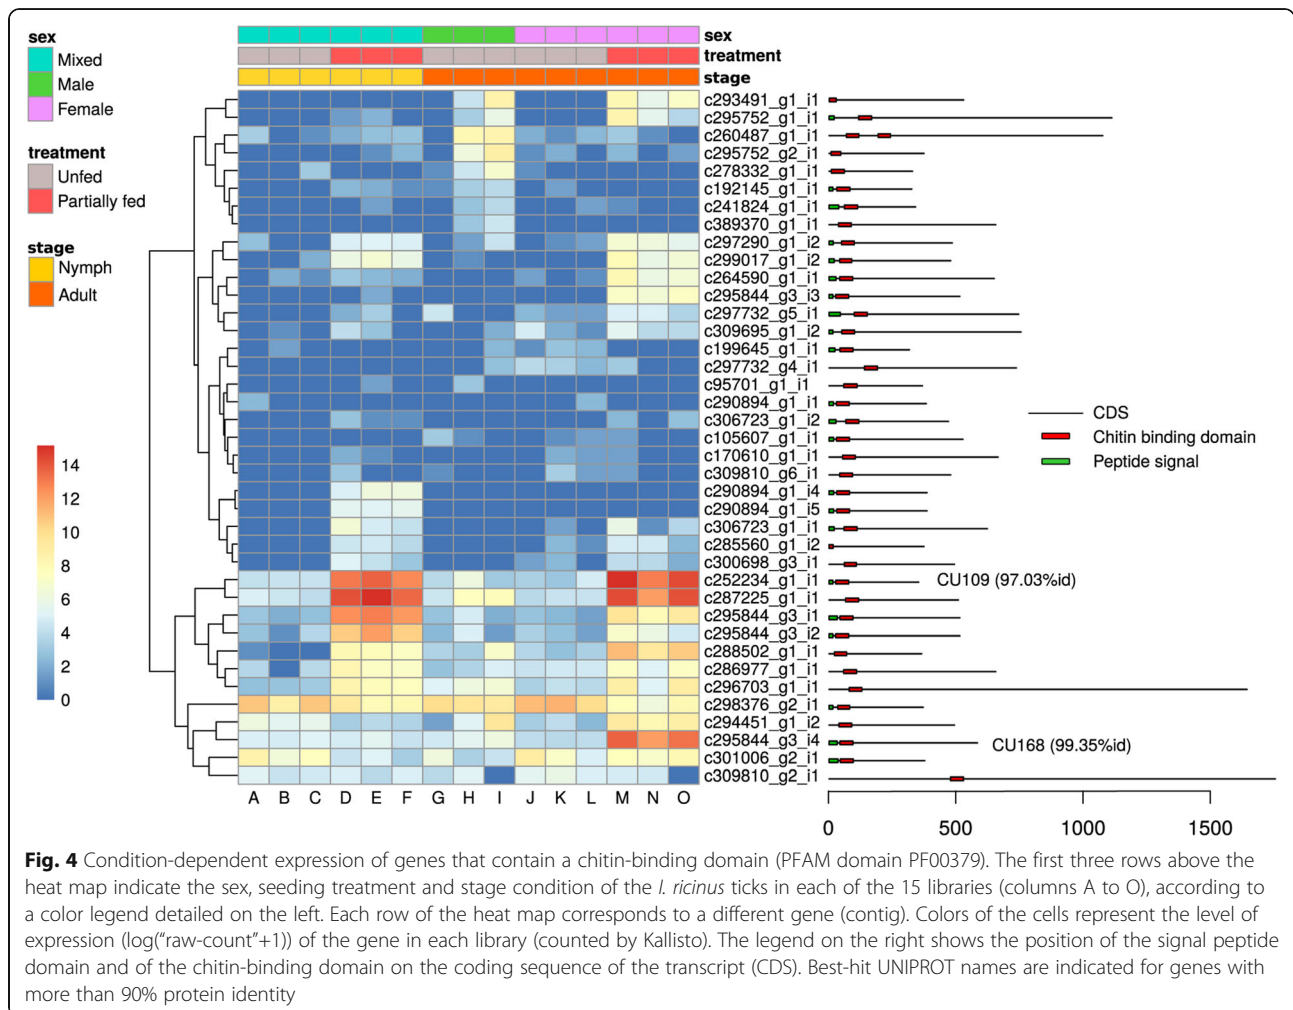 sex
Mixed
Male
Female
treatment
Unfed
Partially fed
stage
Nymph
Adult
14
12
10
8
6
4
2
0
sex
treatment
stage
c293491_g1_i1
c295752_g1_i1
c260487_g1_i1
c295752_g2_i1
c278332_g1_i1
c192145_g1_i1
c241824_g1_i1
c389370_g1_i1
c297290_g1_i2
c299017_g1_i2
c264590_g1_i1
c295844_g3_i3
c297732_g5_i1
c309695_g1_i2
c199645_g1_i1
c297732_g4_i1
c95701_g1_i1
c290894_g1_i1
c306723_g1_i2
c105607_g1_i1
c170610_g1_i1
c309810_g6_i1
c290894_g1_i4
c290894_g1_i5
c306723_g1_i1
c285560_g1_i2
c300698_g3_i1
c252234_g1_i1
c287225_g1_i1
c295844_g3_i1
c295844_g3_i2
c288502_g1_i1
c286977_g1_i1
c296703_g1_i1
c298376_g2_i1
c294451_g1_i2
c295844_g3_i4
c301006_g2_i1
c309810_g2_i1
A B C D E F G H I J K L M N O
CDS
Chitin binding domain
Peptide signal
CU109 (97.03%id)
CU168 (99.35%id)
0 500 1000 1500
Fig. 4 Condition-dependent expression of genes that contain a chitin-binding domain (PFAM domain PF00379). The first three rows above the
heat map indicate the sex, seeding treatment and stage condition of the I. ricinus ticks in each of the 15 libraries (columns A to O), according to
a color legend detailed on the left. Each row of the heat map corresponds to a different gene (contig). Colors of the cells represent the level of
expression (log(“raw-count”+1)) of the gene in each library (counted by Kallisto). The legend on the right shows the position of the signal peptide
domain and of the chitin-binding domain on the coding sequence of the transcript (CDS). Best-hit UNIPROT names are indicated for genes with
more than 90% protein identity